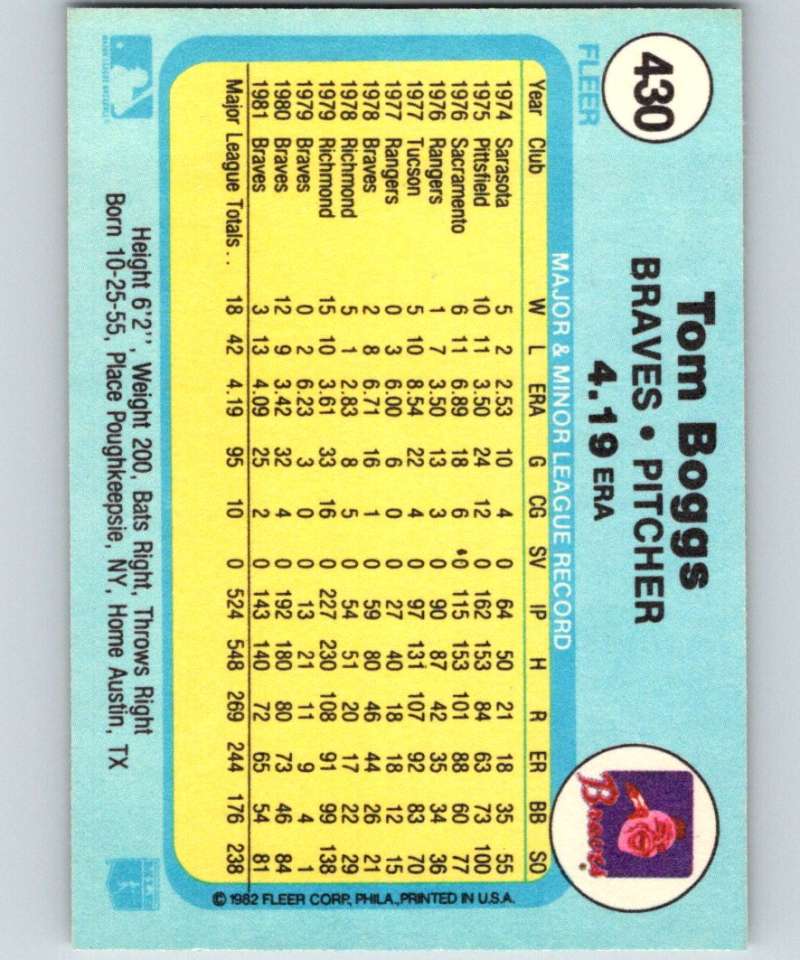 430
FLEER
Tom Boggs
BRAVES • PITCHER
4.19 ERA
Braves
MAJOR & MINOR LEAGUE RECORD
Year Club W L ERA G CG SV IP H R ER BB SO
1974 Sarasota 5 2 2.53 10 4 0 64 50 21 18 35 55
1975 Pittsfield 10 11 3.50 24 12 0 162 153 84 63 73 100
1976 Sacramento 6 11 6.89 18 6 0 115 153 101 88 60 77
1976 Rangers 1 7 3.50 13 3 0 90 87 42 35 34 36
1977 Tucson 5 10 8.54 22 4 0 97 131 107 92 83 70
1977 Rangers 0 3 6.00 6 0 0 27 40 18 18 12 15
1978 Braves 2 8 6.71 16 1 0 59 80 46 44 26 21
1978 Richmond 5 1 2.83 8 5 0 54 51 20 17 22 29
1979 Richmond 15 10 3.61 33 16 0 227 230 108 91 99 138
1979 Braves 0 2 6.23 3 0 0 13 21 11 9 4 1
1980 Braves 12 9 3.42 32 4 0 192 180 80 73 46 84
1981 Braves 3 13 4.09 25 2 0 143 140 72 65 54 81
Major League Totals . . 18 42 4.19 95 10 0 524 548 269 244 176 238
Height 6'2'', Weight 200, Bats Right, Throws Right
Born 10-25-55, Place Poughkeepsie, NY, Home Austin, TX
© 1982 FLEER CORP., PHILA., PRINTED IN U.S.A.